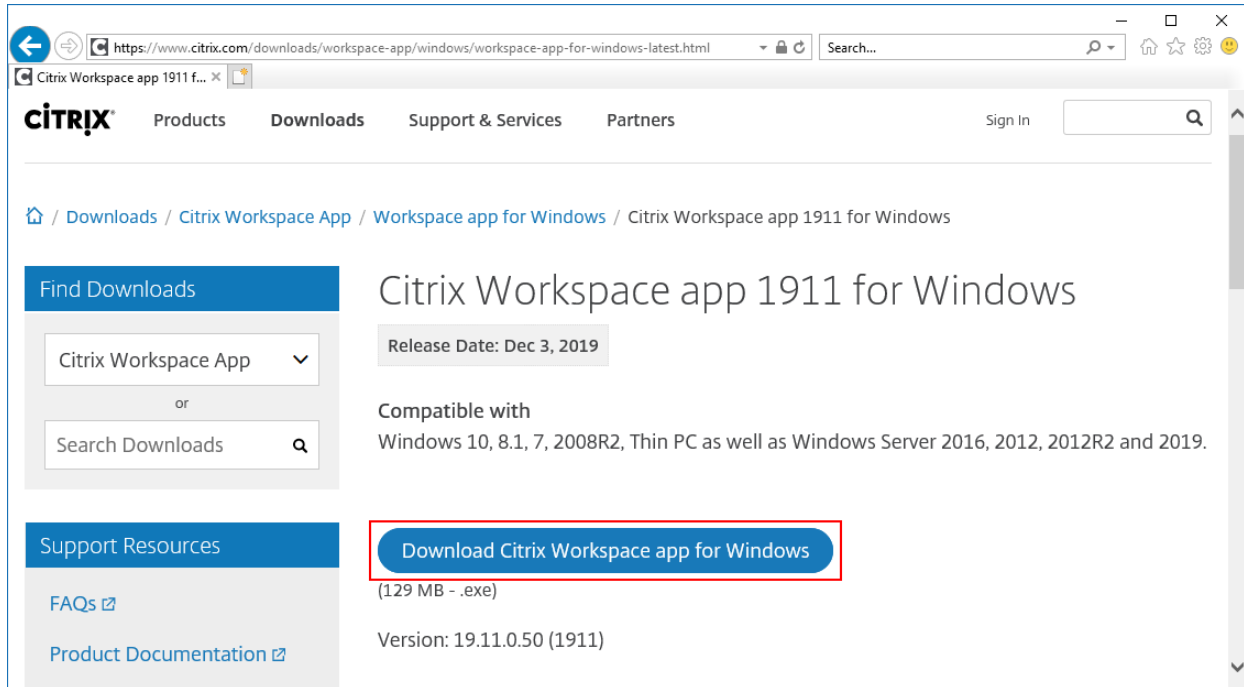 https://www.citrix.com/downloads/workspace-app/windows/workspace-app-for-windows-latest.html
Search...
Citrix Workspace app 1911 f...
CİTRIX
Products
Downloads
Support & Services
Partners
Sign In
/ Downloads / Citrix Workspace App / Workspace app for Windows / Citrix Workspace app 1911 for Windows
Find Downloads
Citrix Workspace App
or
Search Downloads
Support Resources
FAQs
Product Documentation
Citrix Workspace app 1911 for Windows
Release Date: Dec 3, 2019
Compatible with
Windows 10, 8.1, 7, 2008R2, Thin PC as well as Windows Server 2016, 2012, 2012R2 and 2019.
Download Citrix Workspace app for Windows
(129 MB - .exe)
Version: 19.11.0.50 (1911)